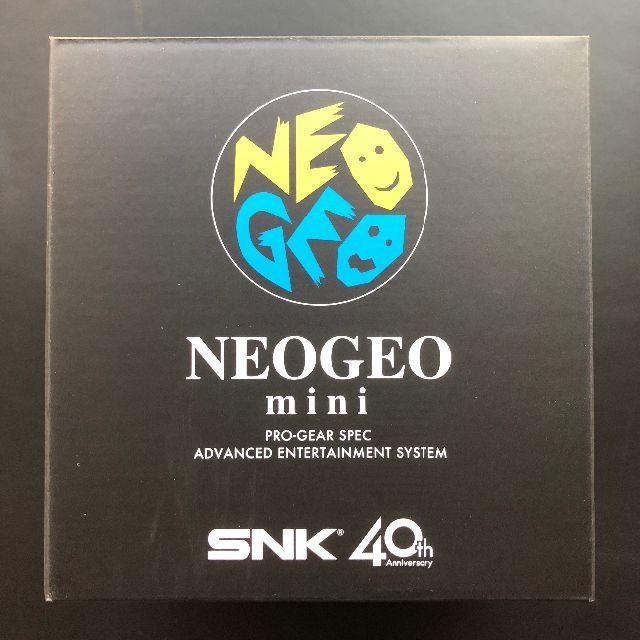 NEO
GEO
NEOGEO
mini
PRO-GEAR SPEC
ADVANCED ENTERTAINMENT SYSTEM
SNK® 40th
Anniversary